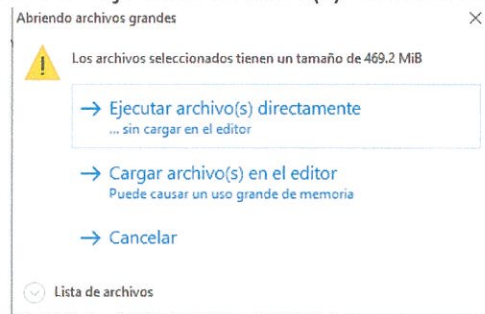 Abriendo archivos grandes
Los archivos seleccionados tienen un tamaño de 469.2 MiB
→ Ejecutar archivo(s) directamente
... sin cargar en el editor
→ Cargar archivo(s) en el editor
Puede causar un uso grande de memoria
→ Cancelar
Lista de archivos